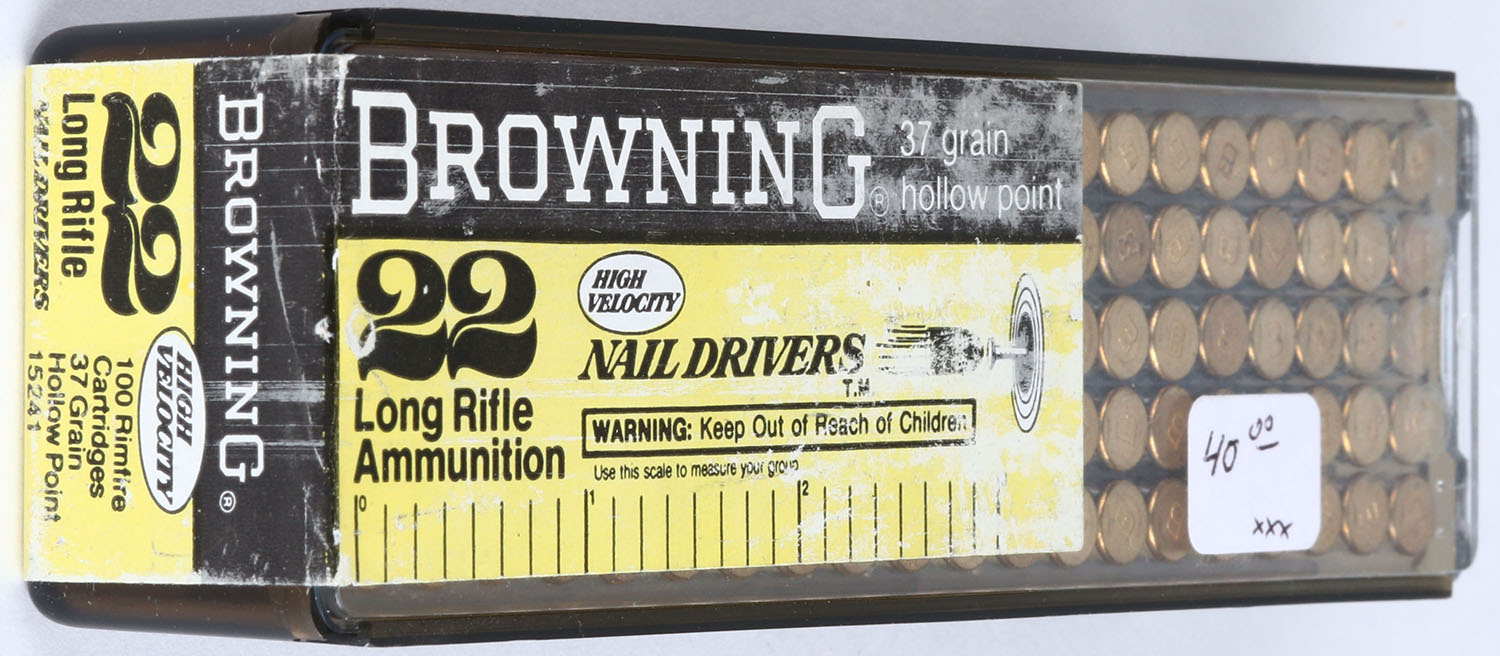 BROWNING®
37 grain
hollow point
22
Long Rifle
Ammunition
HIGH
VELOCITY
NAIL DRIVERS
T.M.
WARNING: Keep Out of Reach of Children
Use this scale to measure your group
0 1 2
40 00
xxx
BROWNING®
22
Long Rifle
NAIL DRIVERS
HIGH
VELOCITY
100 Rimfire
Cartridges
37 Grain
Hollow Point
15241